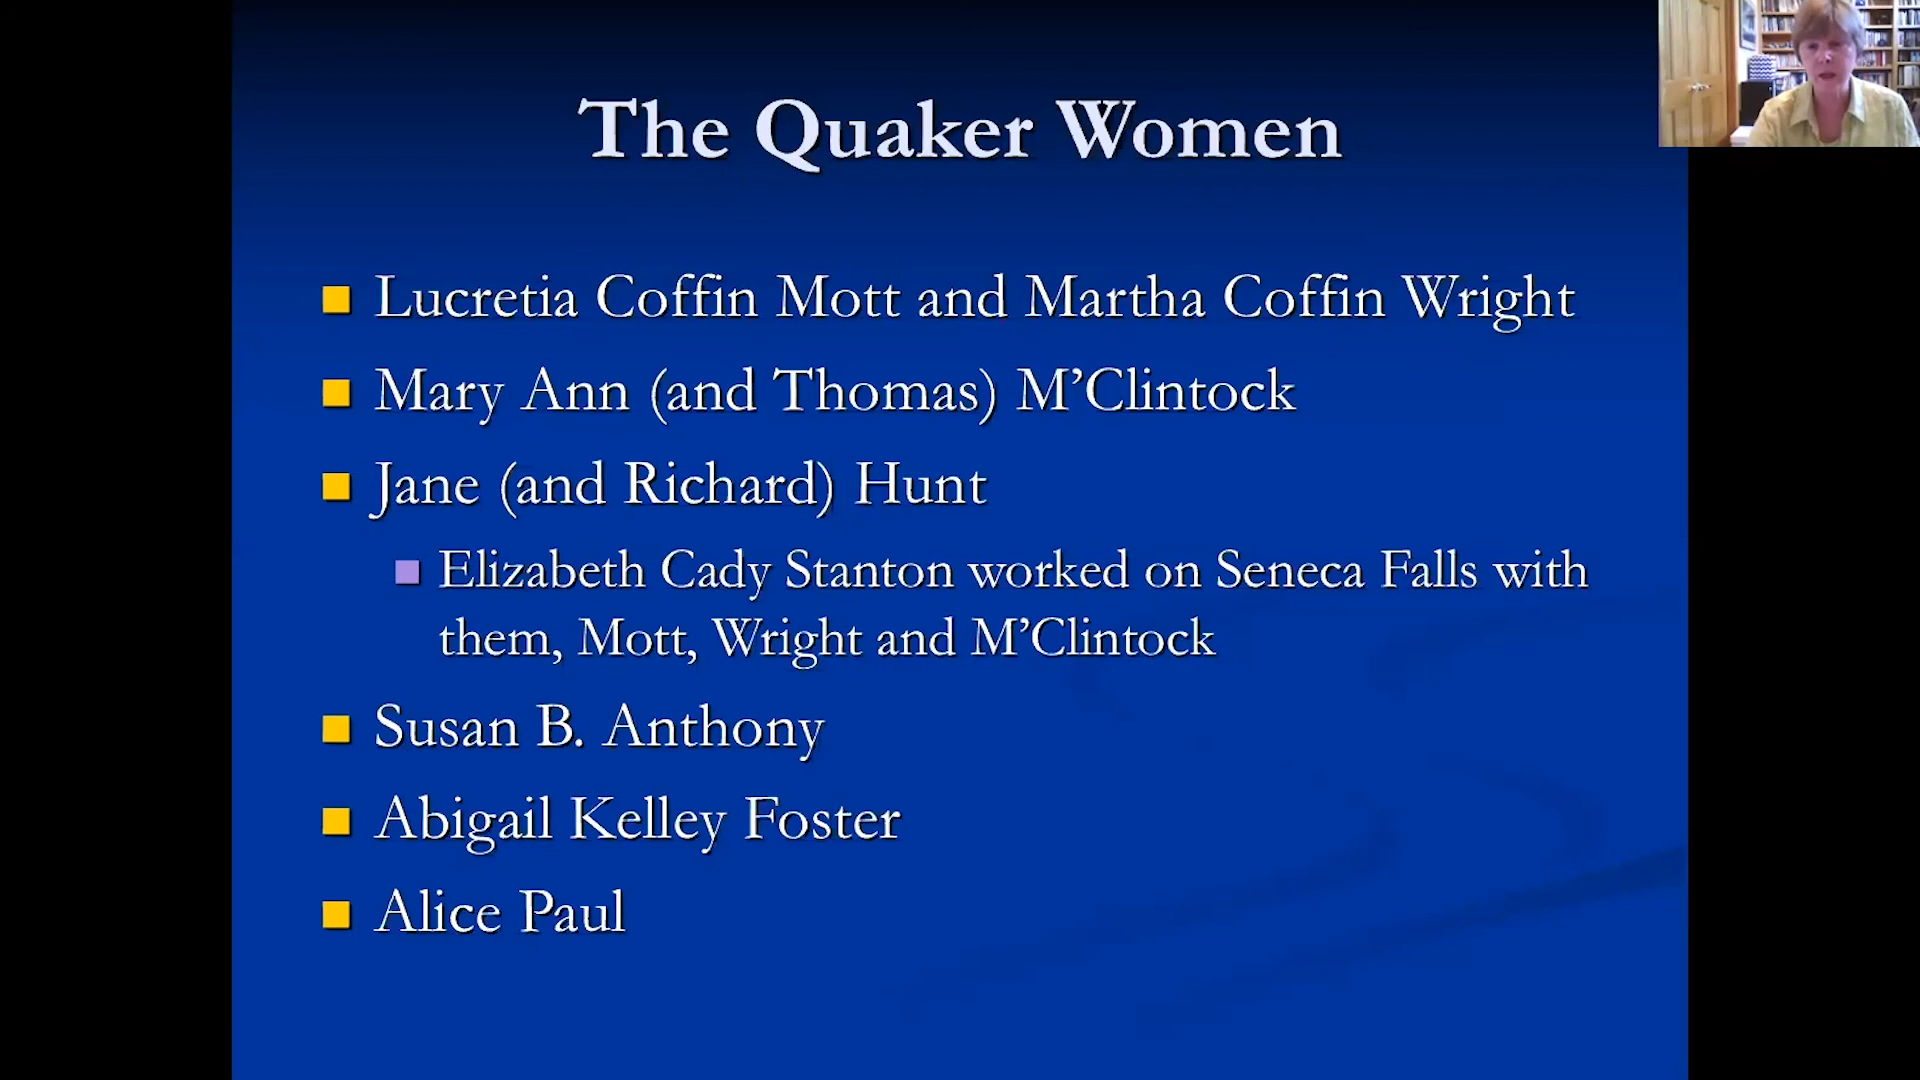 The Quaker Women
Lucretia Coffin Mott and Martha Coffin Wright
Mary Ann (and Thomas) M’Clintock
Jane (and Richard) Hunt
Elizabeth Cady Stanton worked on Seneca Falls with
them, Mott, Wright and M’Clintock
Susan B. Anthony
Abigail Kelley Foster
Alice Paul